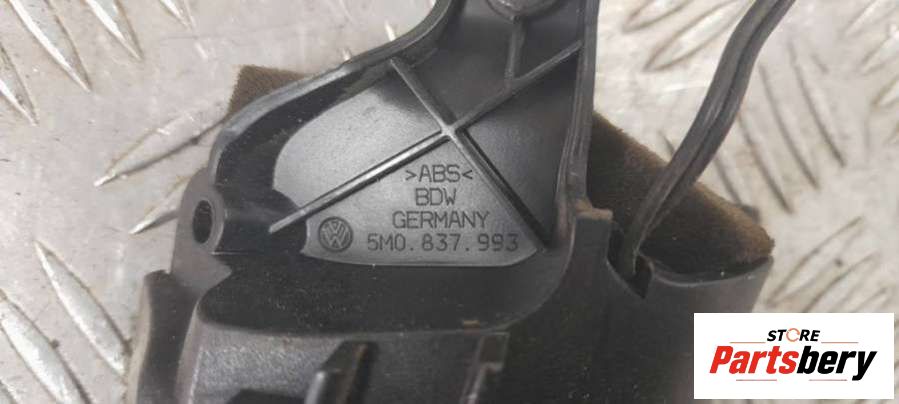 >ABS<
BDW
GERMANY
5M0.837.993
STORE
Partsbery